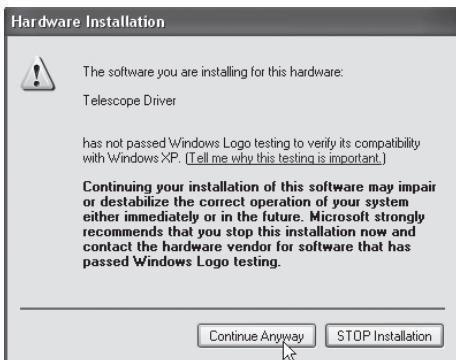 Hardware Installation
The software you are installing for this hardware:
Telescope Driver
has not passed Windows Logo testing to verify its compatibility
with Windows XP. (Tell me why this testing is important.)
Continuing your installation of this software may impair
or destabilize the correct operation of your system
either immediately or in the future. Microsoft strongly
recommends that you stop this installation now and
contact the hardware vendor for software that has
passed Windows Logo testing.
Continue Anyway
STOP Installation